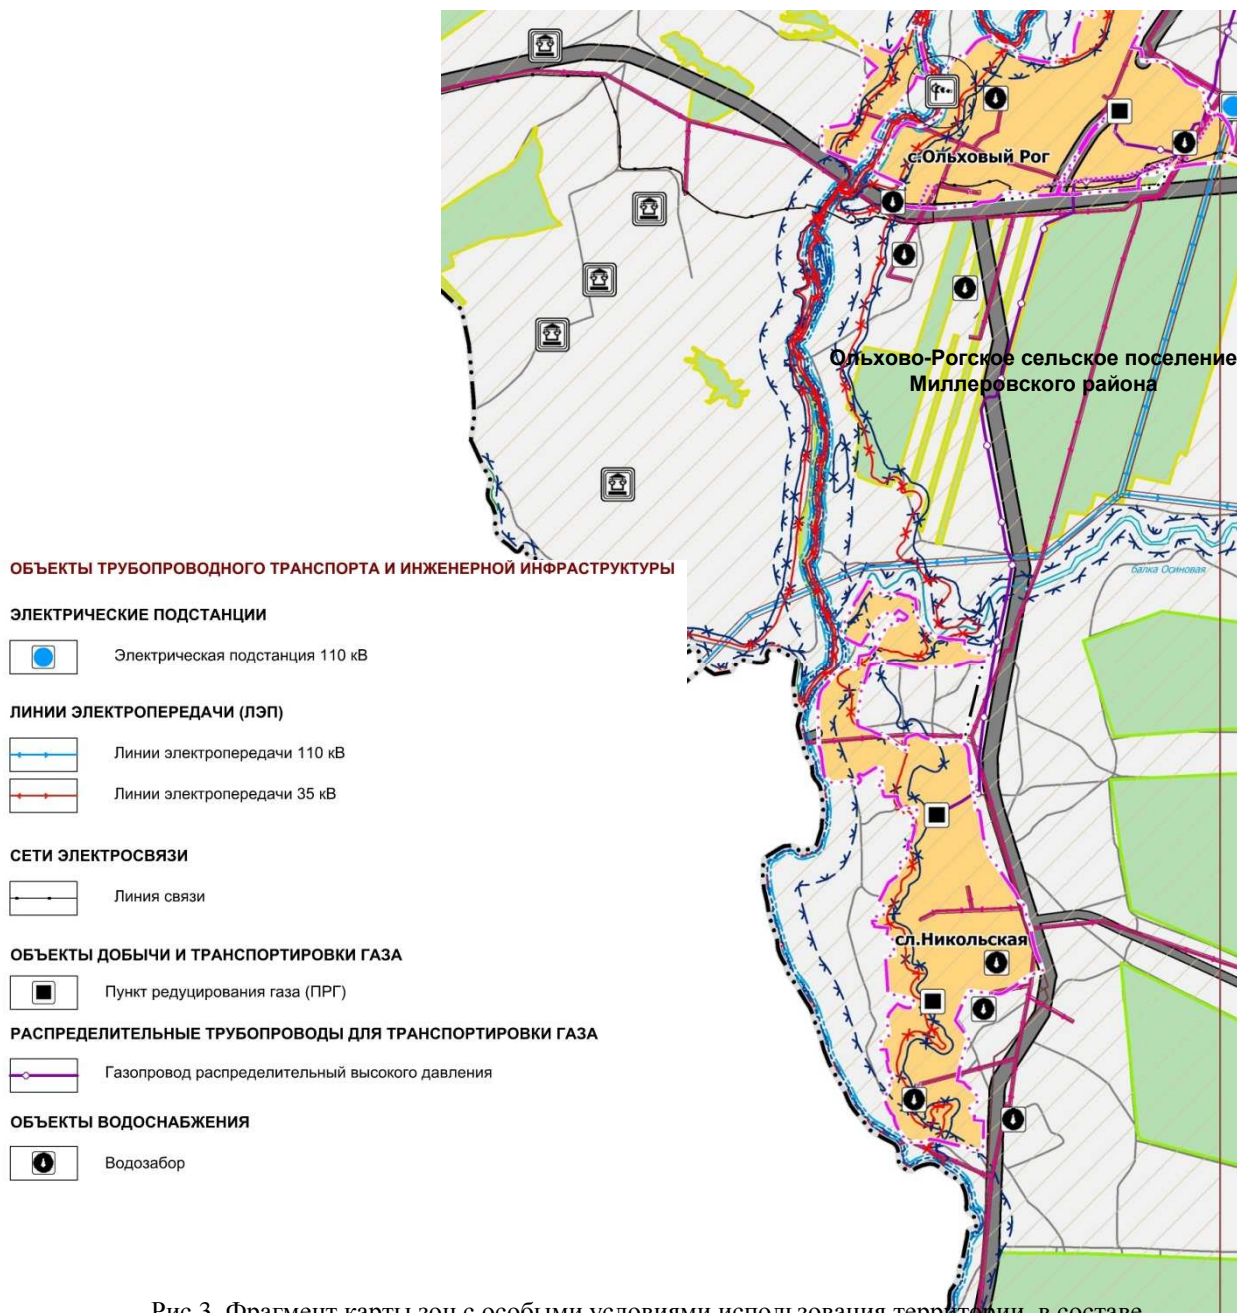 с.Ольховый Рог
Ольхово-Рогское сельское поселение
Миллеровского района
балка Осиновая
ОБЪЕКТЫ ТРУБОПРОВОДНОГО ТРАНСПОРТА И ИНЖЕНЕРНОЙ ИНФРАСТРУКТУРЫ
ЭЛЕКТРИЧЕСКИЕ ПОДСТАНЦИИ
Электрическая подстанция 110 кВ
ЛИНИИ ЭЛЕКТРОПЕРЕДАЧИ (ЛЭП)
Линии электропередачи 110 кВ
Линии электропередачи 35 кВ
СЕТИ ЭЛЕКТРОСВЯЗИ
Линия связи
сл.Никольская
ОБЪЕКТЫ ДОБЫЧИ И ТРАНСПОРТИРОВКИ ГАЗА
Пункт редуцирования газа (ПРГ)
РАСПРЕДЕЛИТЕЛЬНЫЕ ТРУБОПРОВОДЫ ДЛЯ ТРАНСПОРТИРОВКИ ГАЗА
Газопровод распределительный высокого давления
ОБЪЕКТЫ ВОДОСНАБЖЕНИЯ
Водозабор
Рис 3. Фрагмент карты зон с особыми условиями использования территории, в составе